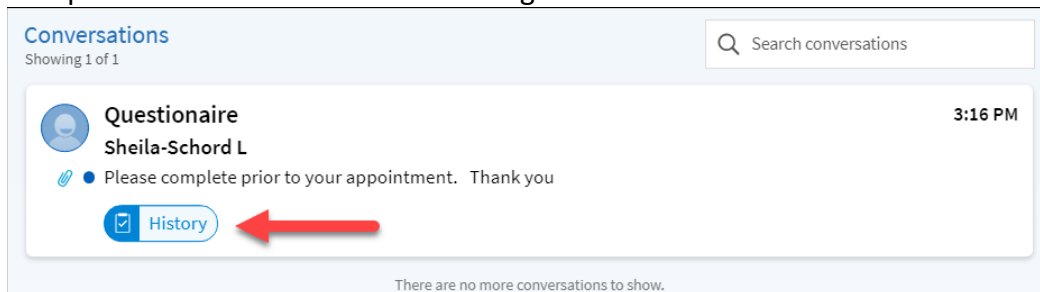 Conversations
Showing 1 of 1
Search conversations
Questionaire
3:16 PM
Sheila-Schord L
Please complete prior to your appointment. Thank you
History
There are no more conversations to show.